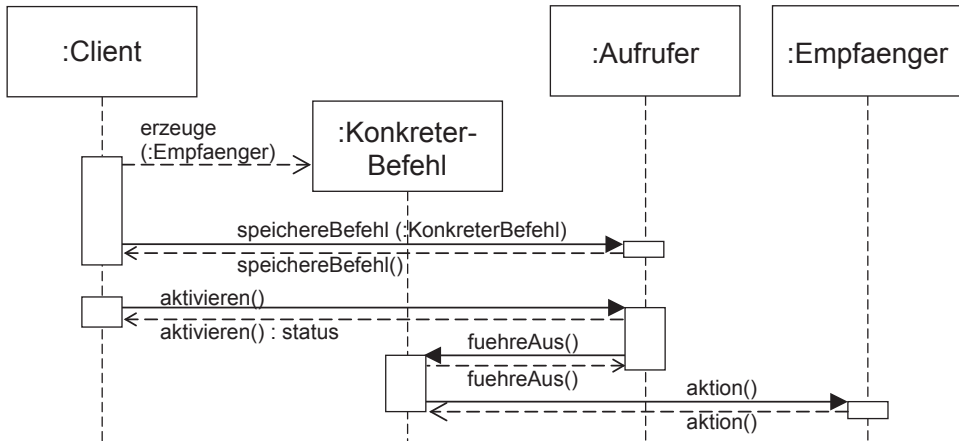 :Client
:Aufrufer
:Empfaenger
erzeuge
(:Empfaenger)
:Konkreter-
Befehl
speichereBefehl (:KonkreterBefehl)
speichereBefehl()
aktivieren()
aktivieren() : status
fuehreAus()
fuehreAus()
aktion()
aktion()